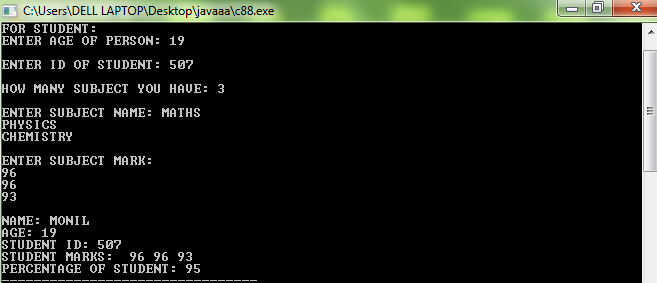 C:\Users\DELL LAPTOP\Desktop\javaaa\c88.exe
FOR STUDENT:
ENTER AGE OF PERSON: 19
ENTER ID OF STUDENT: 507
HOW MANY SUBJECT YOU HAVE: 3
ENTER SUBJECT NAME: MATHS
PHYSICS
CHEMISTRY
ENTER SUBJECT MARK:
96
96
93
NAME: MONIL
AGE: 19
STUDENT ID: 507
STUDENT MARKS:  96 96 93
PERCENTAGE OF STUDENT: 95
--------------------------------